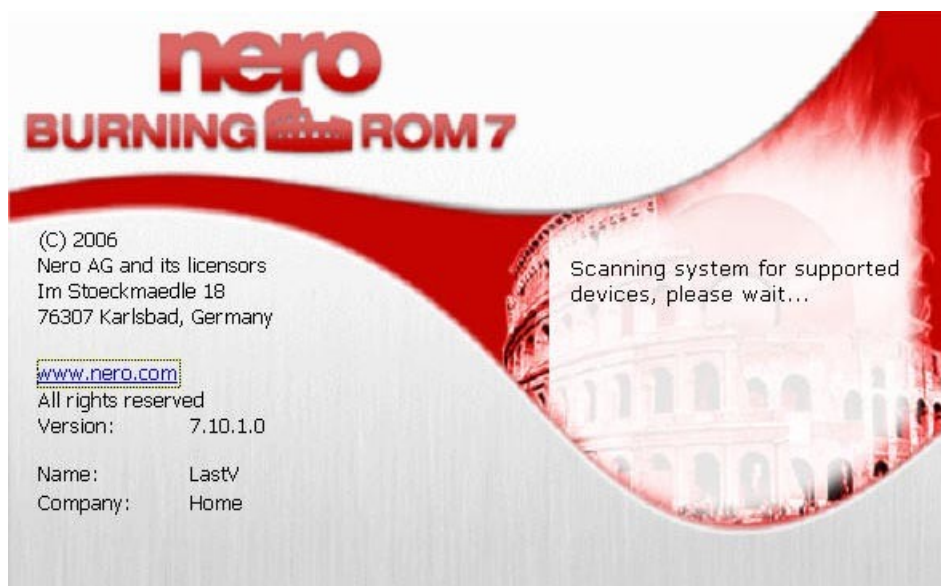 nero
BURNING ROM 7
(C) 2006
Nero AG and its licensors
Im Stoeckmaedle 18
76307 Karlsbad, Germany
www.nero.com
All rights reserved
Version: 7.10.1.0
Name: LastV
Company: Home
Scanning system for supported
devices, please wait...